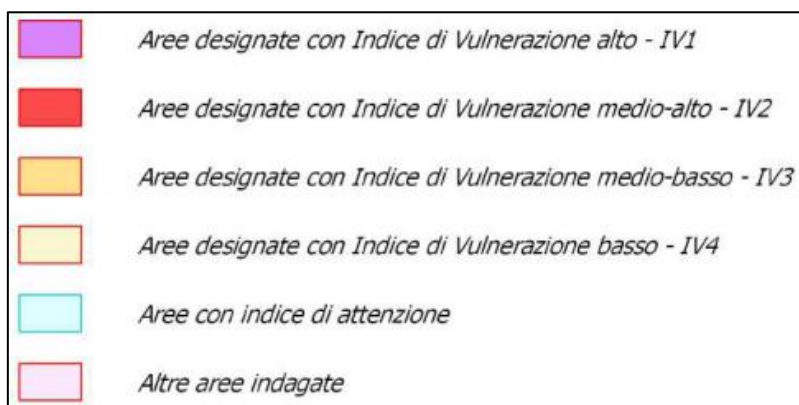 Aree designate con Indice di Vulnerazione alto - IV1
Aree designate con Indice di Vulnerazione medio-alto - IV2
Aree designate con Indice di Vulnerazione medio-basso - IV3
Aree designate con Indice di Vulnerazione basso - IV4
Aree con indice di attenzione
Altre aree indagate